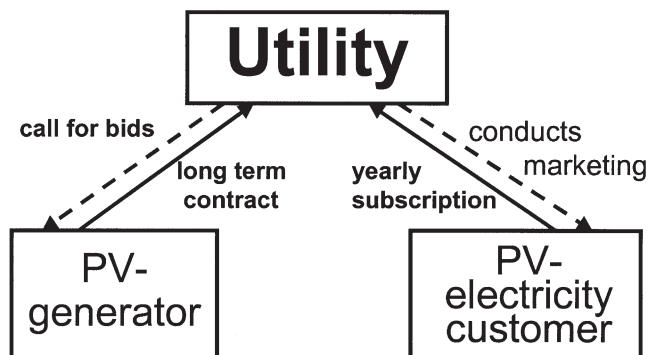 Utility
call for bids
long term
contract
yearly
subscription
conducts
marketing
PV-
generator
PV-
electricity
customer